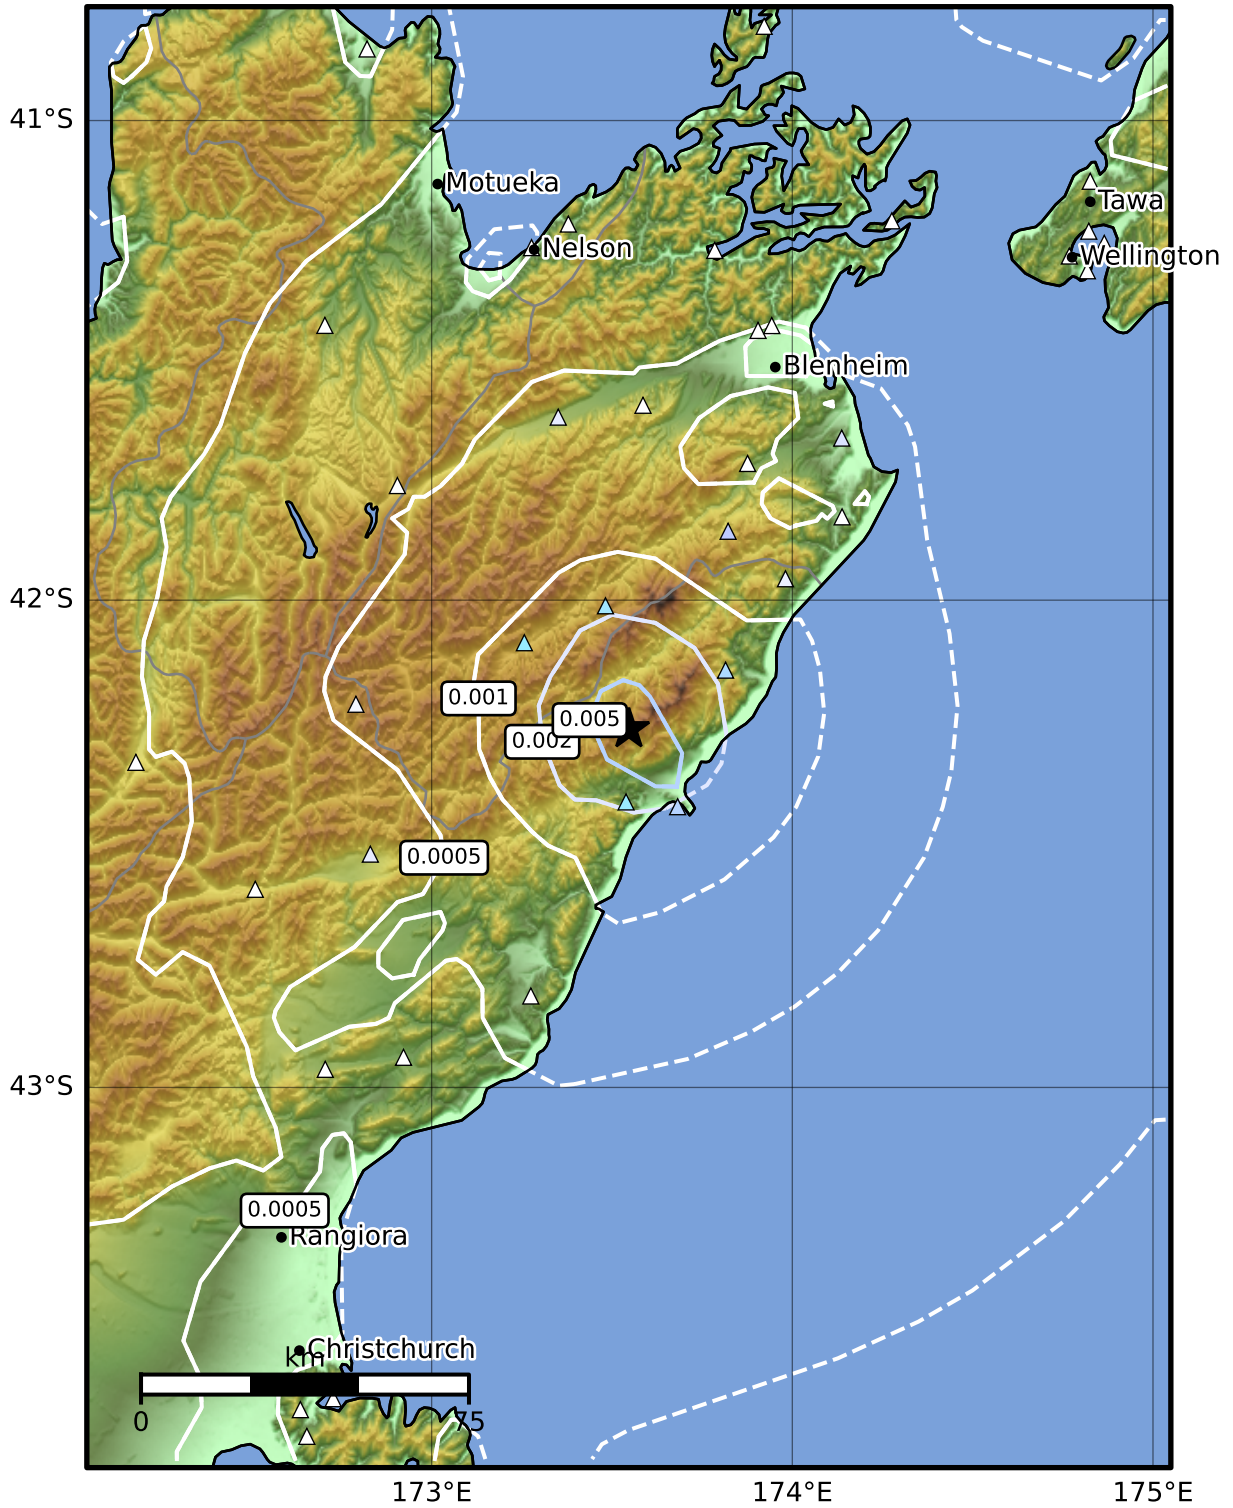 41°S
Motueka
Tawa
Nelson
Wellington
Blenheim
42°S
0.001
0.005
0.002
0.0005
43°S
0.0005
Rangiora
Christchurch
km
0
75
173°E
174°E
175°E